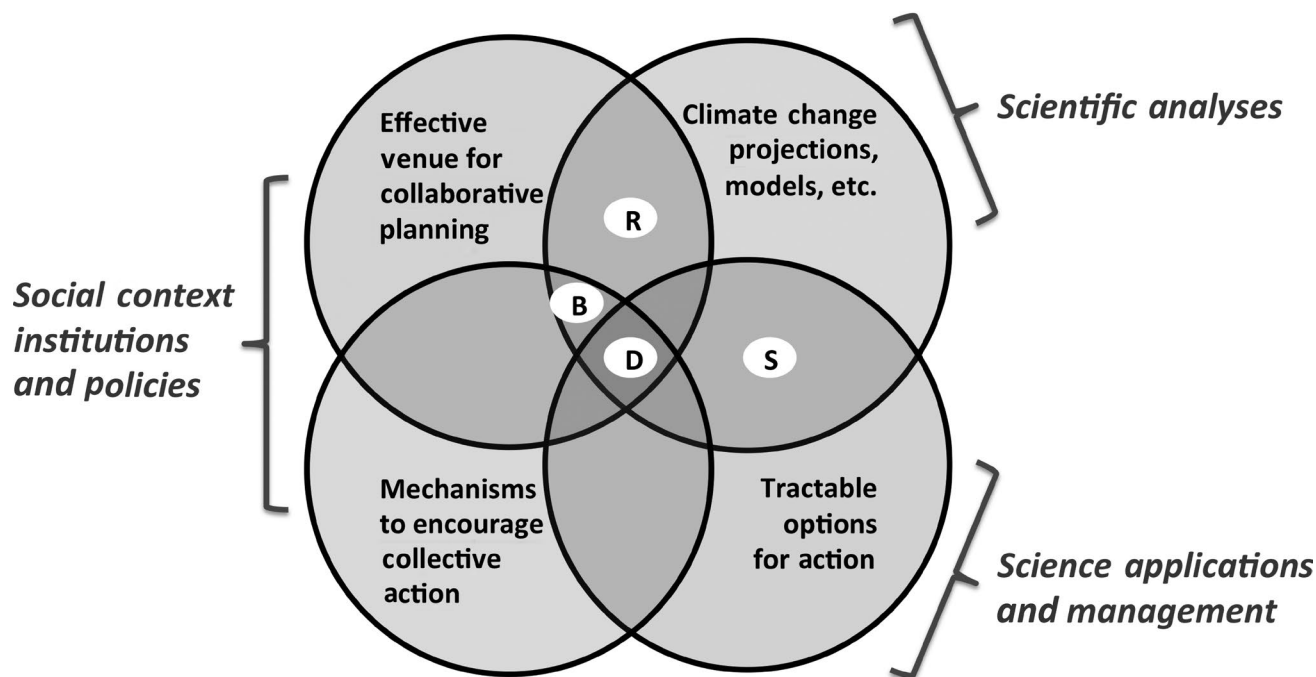 Effective
venue for
collaborative
planning
Climate change
projections,
models, etc.
Scientific analyses
R
Social context
institutions
and policies
B
D
S
Mechanisms
to encourage
collective
action
Tractable
options
for action
Science applications
and management